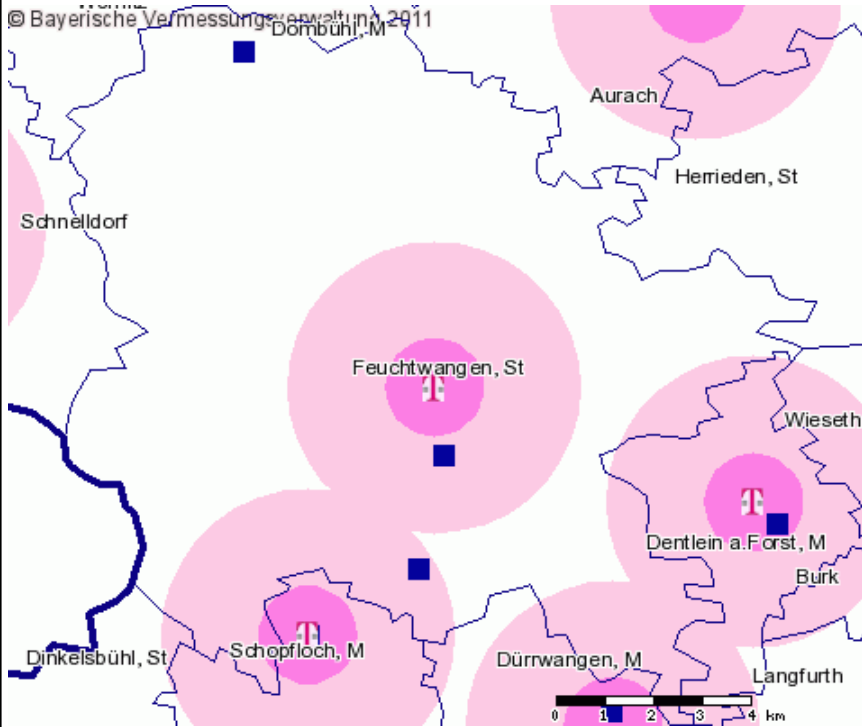 © Bayerische Vermessungsverwaltung 2011
Dombühl, M
Aurach
Herrieden, St
Schnelldorf
Feuchtwangen, St
T
Wieseth
T
Dentlein a.Forst, M
Burk
T
Schopfloch, M
Dinkelsbühl, St
Dürrwangen, M
Langfurth
0 1 2 3 4 km